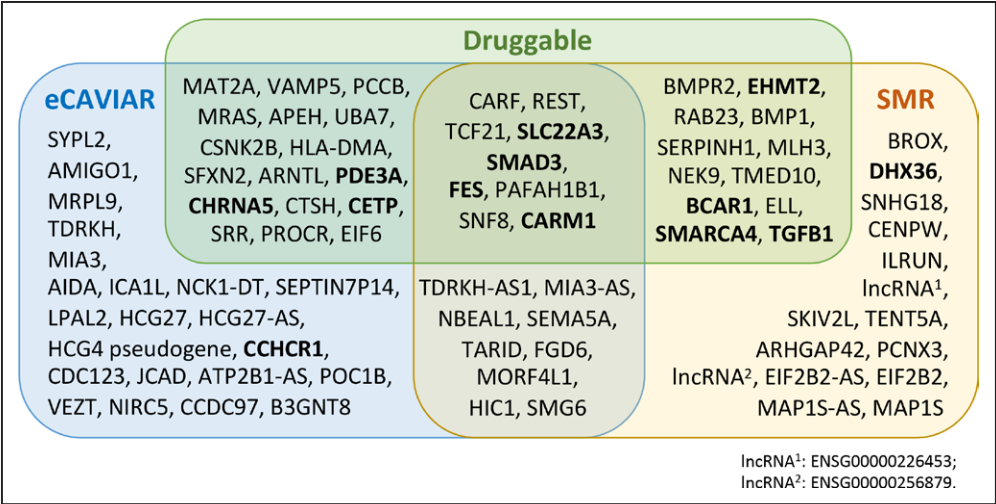 Druggable
eCAVIAR
SYPL2,
AMIGO1,
MRPL9,
TDRKH,
MIA3,
AIDA, ICA1L, NCK1-DT, SEPTIN7P14,
LPAL2, HCG27, HCG27-AS,
HCG4 pseudogene, CCHCR1,
CDC123, JCAD, ATP2B1-AS, POC1B,
VEZT, NIRC5, CCDC97, B3GNT8
MAT2A, VAMP5, PCCB,
MRAS, APEH, UBA7,
CSNK2B, HLA-DMA,
SFXN2, ARNTL, PDE3A,
CHRNA5, CTSH, CETP,
SRR, PROCR, EIF6
CARF, REST,
TCF21, SLC22A3,
SMAD3,
FES, PAFAH1B1,
SNF8, CARM1
TDRKH-AS1, MIA3-AS,
NBEAL1, SEMA5A,
TARID, FGD6,
MORF4L1,
HIC1, SMG6
BMPR2, EHMT2,
RAB23, BMP1,
SERPINH1, MLH3,
NEK9, TMED10,
BCAR1, ELL,
SMARCA4, TGFB1
SMR
BROX,
DHX36,
SNHG18,
CENPW,
ILRUN,
lncRNA¹,
SKIV2L, TENT5A,
ARHGAP42, PCNX3,
lncRNA², EIF2B2-AS, EIF2B2,
MAP1S-AS, MAP1S
lncRNA¹: ENSG00000226453;
lncRNA²: ENSG00000256879.